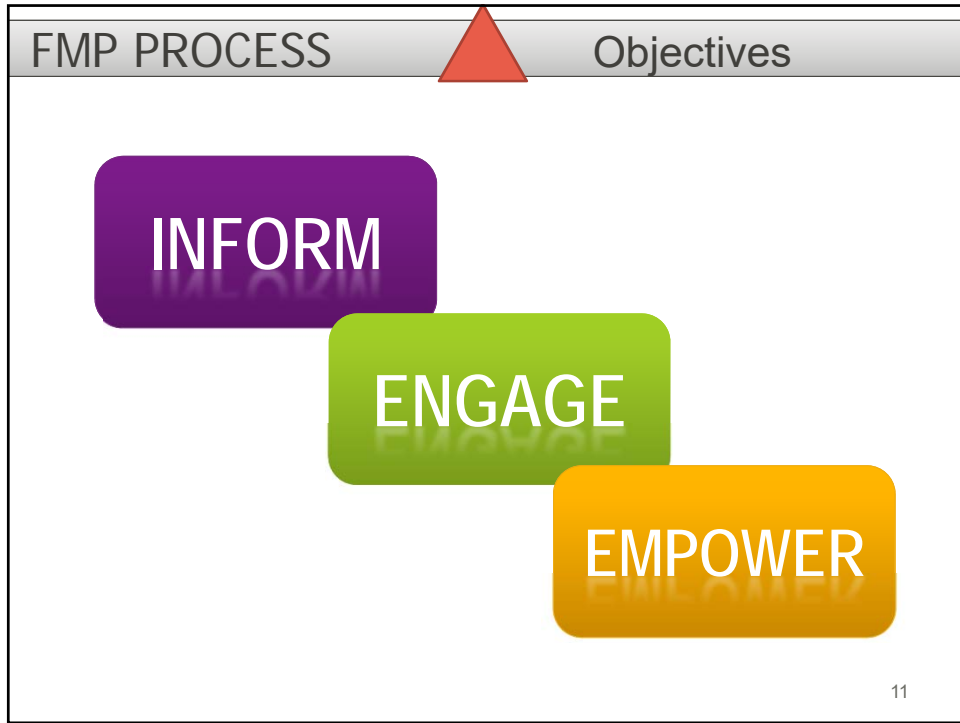 FMP PROCESS Objectives
INFORM
ENGAGE
EMPOWER
11